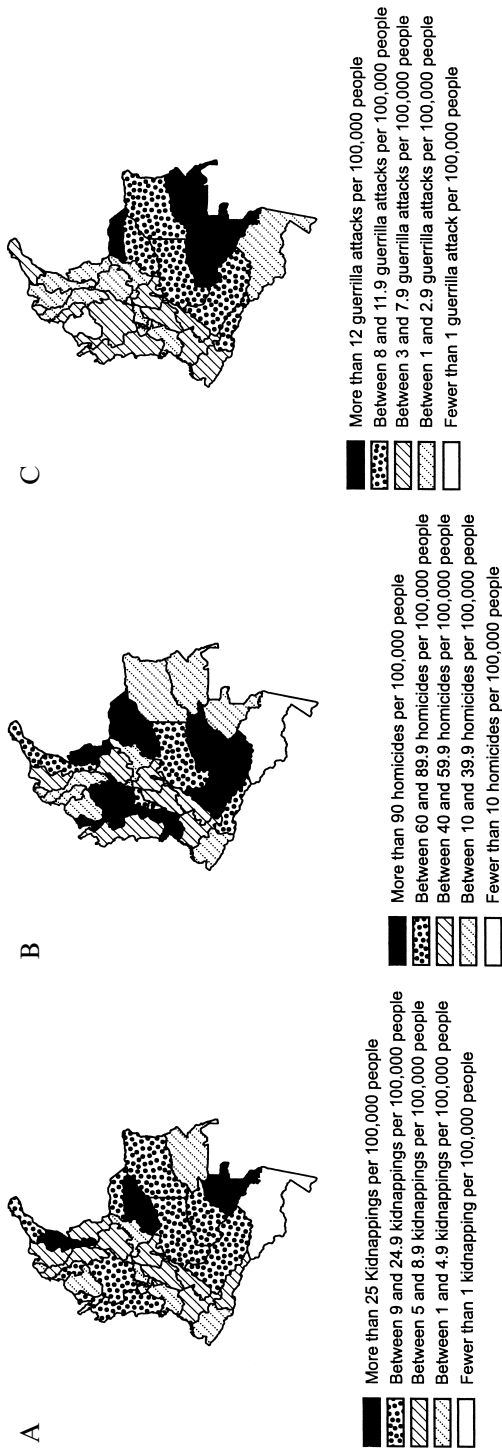 A
More than 25 Kidnappings per 100,000 people
Between 9 and 24.9 kidnappings per 100,000 people
Between 5 and 8.9 kidnappings per 100,000 people
Between 1 and 4.9 kidnappings per 100,000 people
Fewer than 1 kidnapping per 100,000 people
B
More than 90 homicides per 100,000 people
Between 60 and 89.9 homicides per 100,000 people
Between 40 and 59.9 homicides per 100,000 people
Between 10 and 39.9 homicides per 100,000 people
Fewer than 10 homicides per 100,000 people
C
More than 12 guerrilla attacks per 100,000 people
Between 8 and 11.9 guerrilla attacks per 100,000 people
Between 3 and 7.9 guerrilla attacks per 100,000 people
Between 1 and 2.9 guerrilla attacks per 100,000 people
Fewer than 1 guerrilla attack per 100,000 people